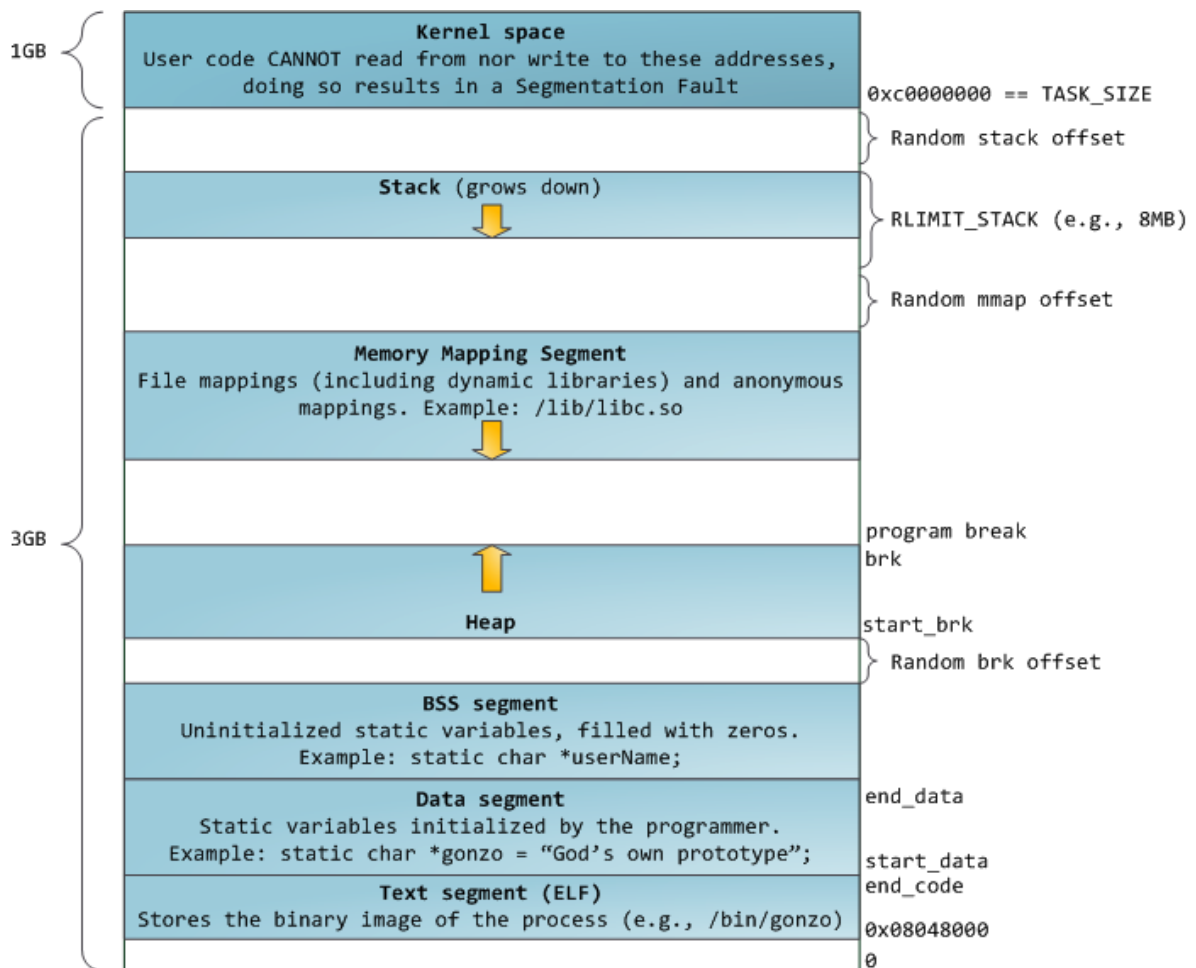 1GB
Kernel space
User code CANNOT read from nor write to these addresses,
doing so results in a Segmentation Fault
0xc0000000 == TASK_SIZE
Random stack offset
Stack (grows down)
RLIMIT_STACK (e.g., 8MB)
Random mmap offset
Memory Mapping Segment
File mappings (including dynamic libraries) and anonymous
mappings. Example: /lib/libc.so
3GB
program break
brk
Heap
start_brk
Random brk offset
BSS segment
Uninitialized static variables, filled with zeros.
Example: static char *userName;
Data segment
Static variables initialized by the programmer.
Example: static char *gonzo = “God’s own prototype”;
end_data
start_data
end_code
Text segment (ELF)
Stores the binary image of the process (e.g., /bin/gonzo)
0x08048000
0